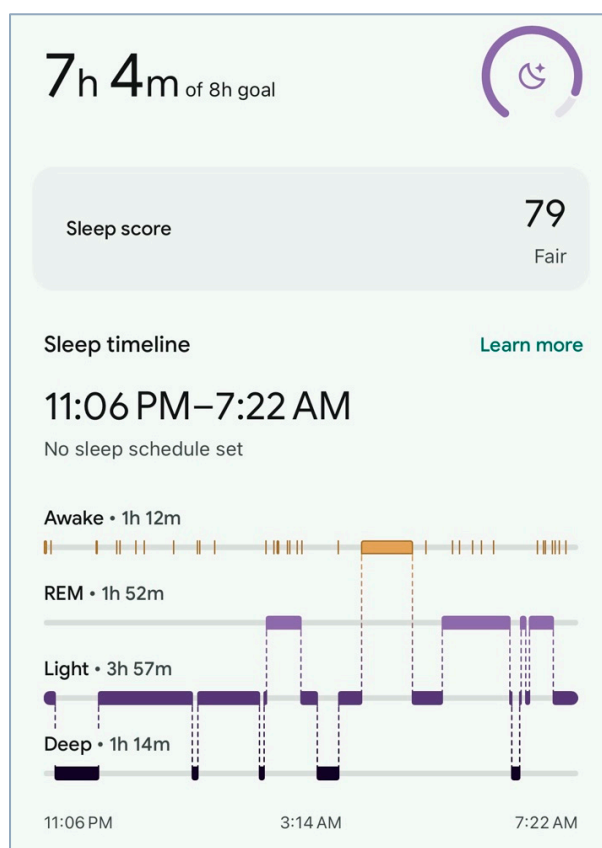 7h 4m of 8h goal
Sleep score
79
Fair
Sleep timeline
Learn more
11:06 PM–7:22 AM
No sleep schedule set
Awake • 1h 12m
REM • 1h 52m
Light • 3h 57m
Deep • 1h 14m
11:06 PM
3:14 AM
7:22 AM